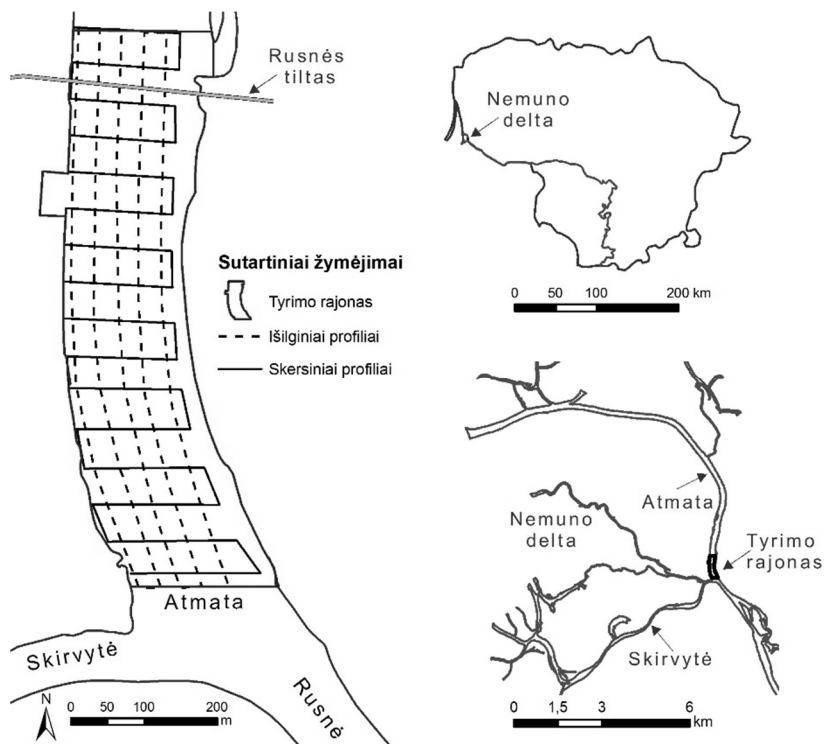 Rusnės
tiltas
Sutartiniai žymėjimai
Tyrimo rajonas
Išilginiai profiliai
Skersiniai profiliai
Atmata
Skirvytė
Rusnė
N
0 50 100 200
m
Nemuno
delta
0 50 100 200 km
Atmata
Nemuno
delta
Tyrimo
rajonas
Skirvytė
0 1,5 3 6
km